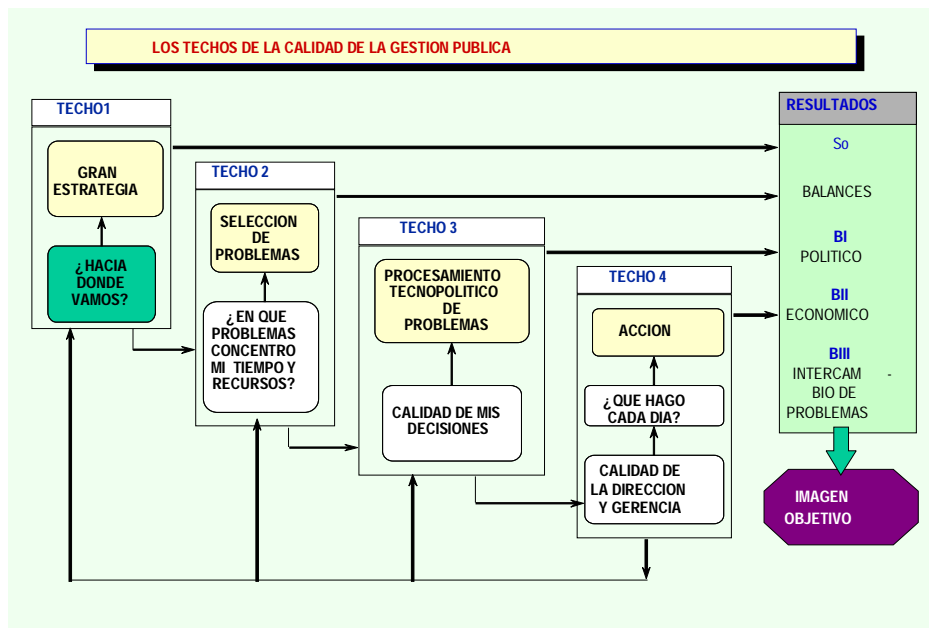 LOS TECHOS DE LA CALIDAD DE LA GESTION PUBLICA
TECHO1
GRAN
ESTRATEGIA
¿HACIA
DONDE
VAMOS?
TECHO 2
SELECCION
DE
PROBLEMAS
¿EN QUE
PROBLEMAS
CONCENTRO
MI TIEMPO Y
RECURSOS?
TECHO 3
PROCESAMIENTO
TECNOPOLITICO
DE
PROBLEMAS
CALIDAD DE MIS
DECISIONES
TECHO 4
ACCION
¿QUE HAGO
CADA DIA?
CALIDAD DE
LA DIRECCION
Y GERENCIA
RESULTADOS
So
BALANCES
BI
POLITICO
BII
ECONOMICO
BIII
INTERCAM -
BIO DE
PROBLEMAS
IMAGEN
OBJETIVO